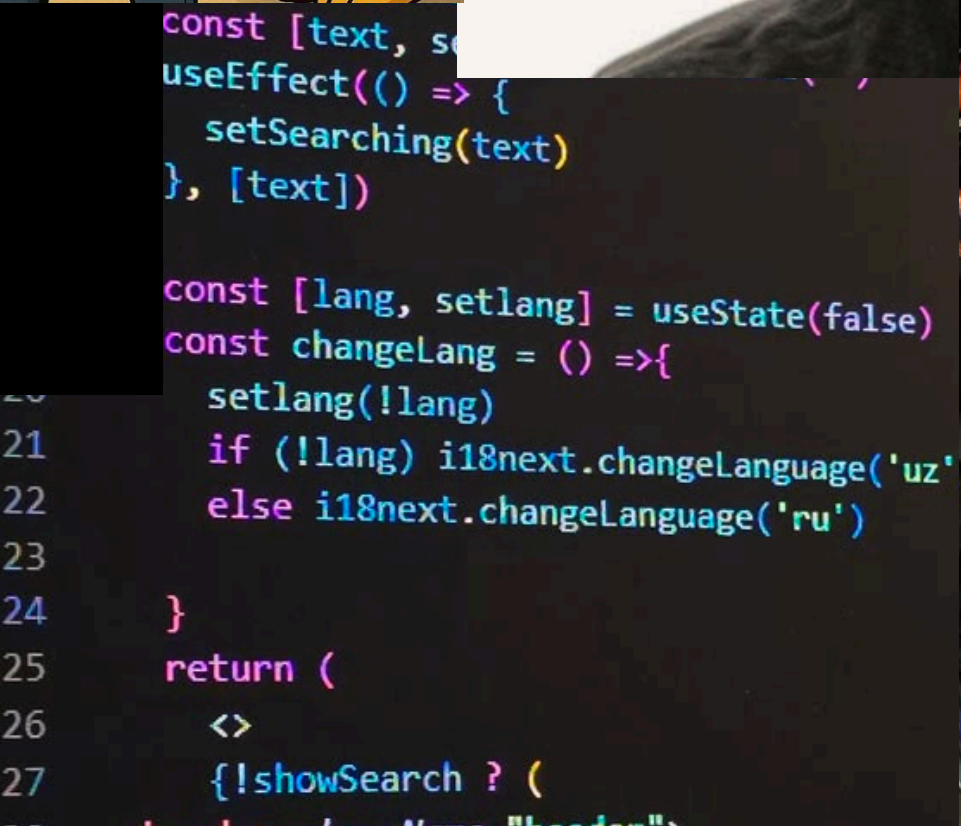 const [text,
useEffect(() => {
setSearching(text)
}, [text])
const [lang, setlang] = useState(false)
const changeLang = () =>{
setlang(!lang)
21 if (!lang) i18next.changeLanguage('uz'
22 else i18next.changeLanguage('ru')
23
24 }
25 return (
26 <>
27 {!showSearch ? (